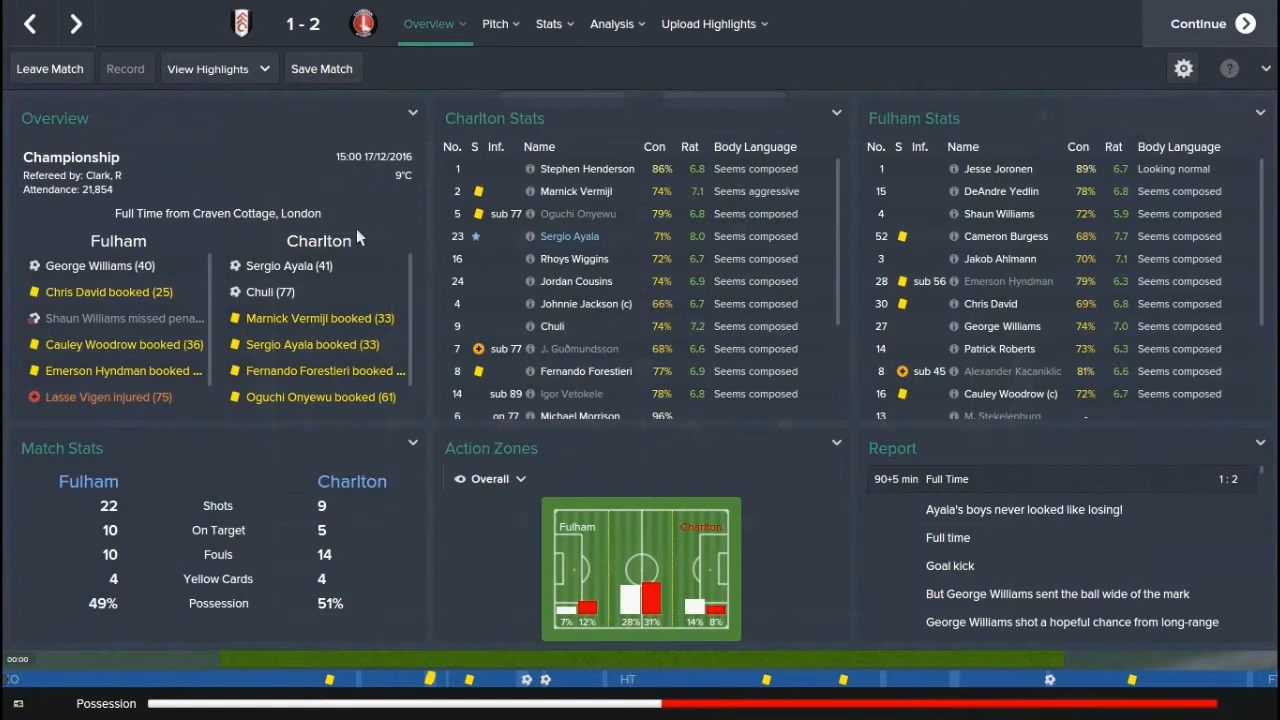 1 - 2
Overview
Pitch
Stats
Analysis
Upload Highlights
Continue
Leave Match
Record
View Highlights
Save Match
Overview
Championship 15:00 17/12/2016
Refereed by: Clark, R 9°C
Attendance: 21,854
Full Time from Craven Cottage, London
Fulham Charlton
George Williams (40) Sergio Ayala (41)
Chris David booked (25) Chuli (77)
Shaun Williams missed pena... Marnick Vermijl booked (33)
Cauley Woodrow booked (36) Sergio Ayala booked (33)
Emerson Hyndman booked ... Fernando Forestieri booked ...
Lasse Vigen injured (75) Oguchi Onyewu booked (61)
Charlton Stats
No. S Inf. Name Con Rat Body Language
1 Stephen Henderson 86% 6.8 Seems composed
2 Marnick Vermijl 74% 7.1 Seems aggressive
5 sub 77 Oguchi Onyewu 79% 6.8 Seems composed
23 Sergio Ayala 71% 8.0 Seems composed
16 Rhoys Wiggins 72% 6.7 Seems composed
24 Jordan Cousins 74% 6.9 Seems composed
4 Johnnie Jackson (c) 66% 6.7 Seems composed
9 Chuli 74% 7.2 Seems composed
7 sub 77 J. Guðmundsson 68% 6.6 Seems composed
8 Fernando Forestieri 77% 6.9 Seems composed
14 sub 89 Igor Vetokele 78% 6.8 Seems composed
6 on 77 Michael Morrison 96%
Fulham Stats
No. S Inf. Name Con Rat Body Language
1 Jesse Joronen 89% 6.7 Looking normal
15 DeAndre Yedlin 78% 6.8 Seems composed
4 Shaun Williams 72% 5.9 Seems composed
52 Cameron Burgess 68% 7.7 Seems composed
3 Jakob Ahlmann 70% 7.1 Seems composed
28 sub 56 Emerson Hyndman 79% 6.3 Seems composed
30 Chris David 69% 6.8 Seems composed
27 George Williams 74% 7.0 Seems composed
14 Patrick Roberts 73% 6.3 Seems composed
8 sub 45 Alexander Kacaniklic 81% 6.6 Seems composed
16 Cauley Woodrow (c) 72% 6.7 Seems composed
13 M. Stekelenburg -
Match Stats
Fulham Charlton
22 Shots 9
10 On Target 5
10 Fouls 14
4 Yellow Cards 4
49% Possession 51%
Action Zones
Overall
Fulham Charlton
7% 12% 28% 31% 14% 8%
Report
90+5 min Full Time 1 : 2
Ayala's boys never looked like losing!
Full time
Goal kick
But George Williams sent the ball wide of the mark
George Williams shot a hopeful chance from long-range
00:00
HT
Possession